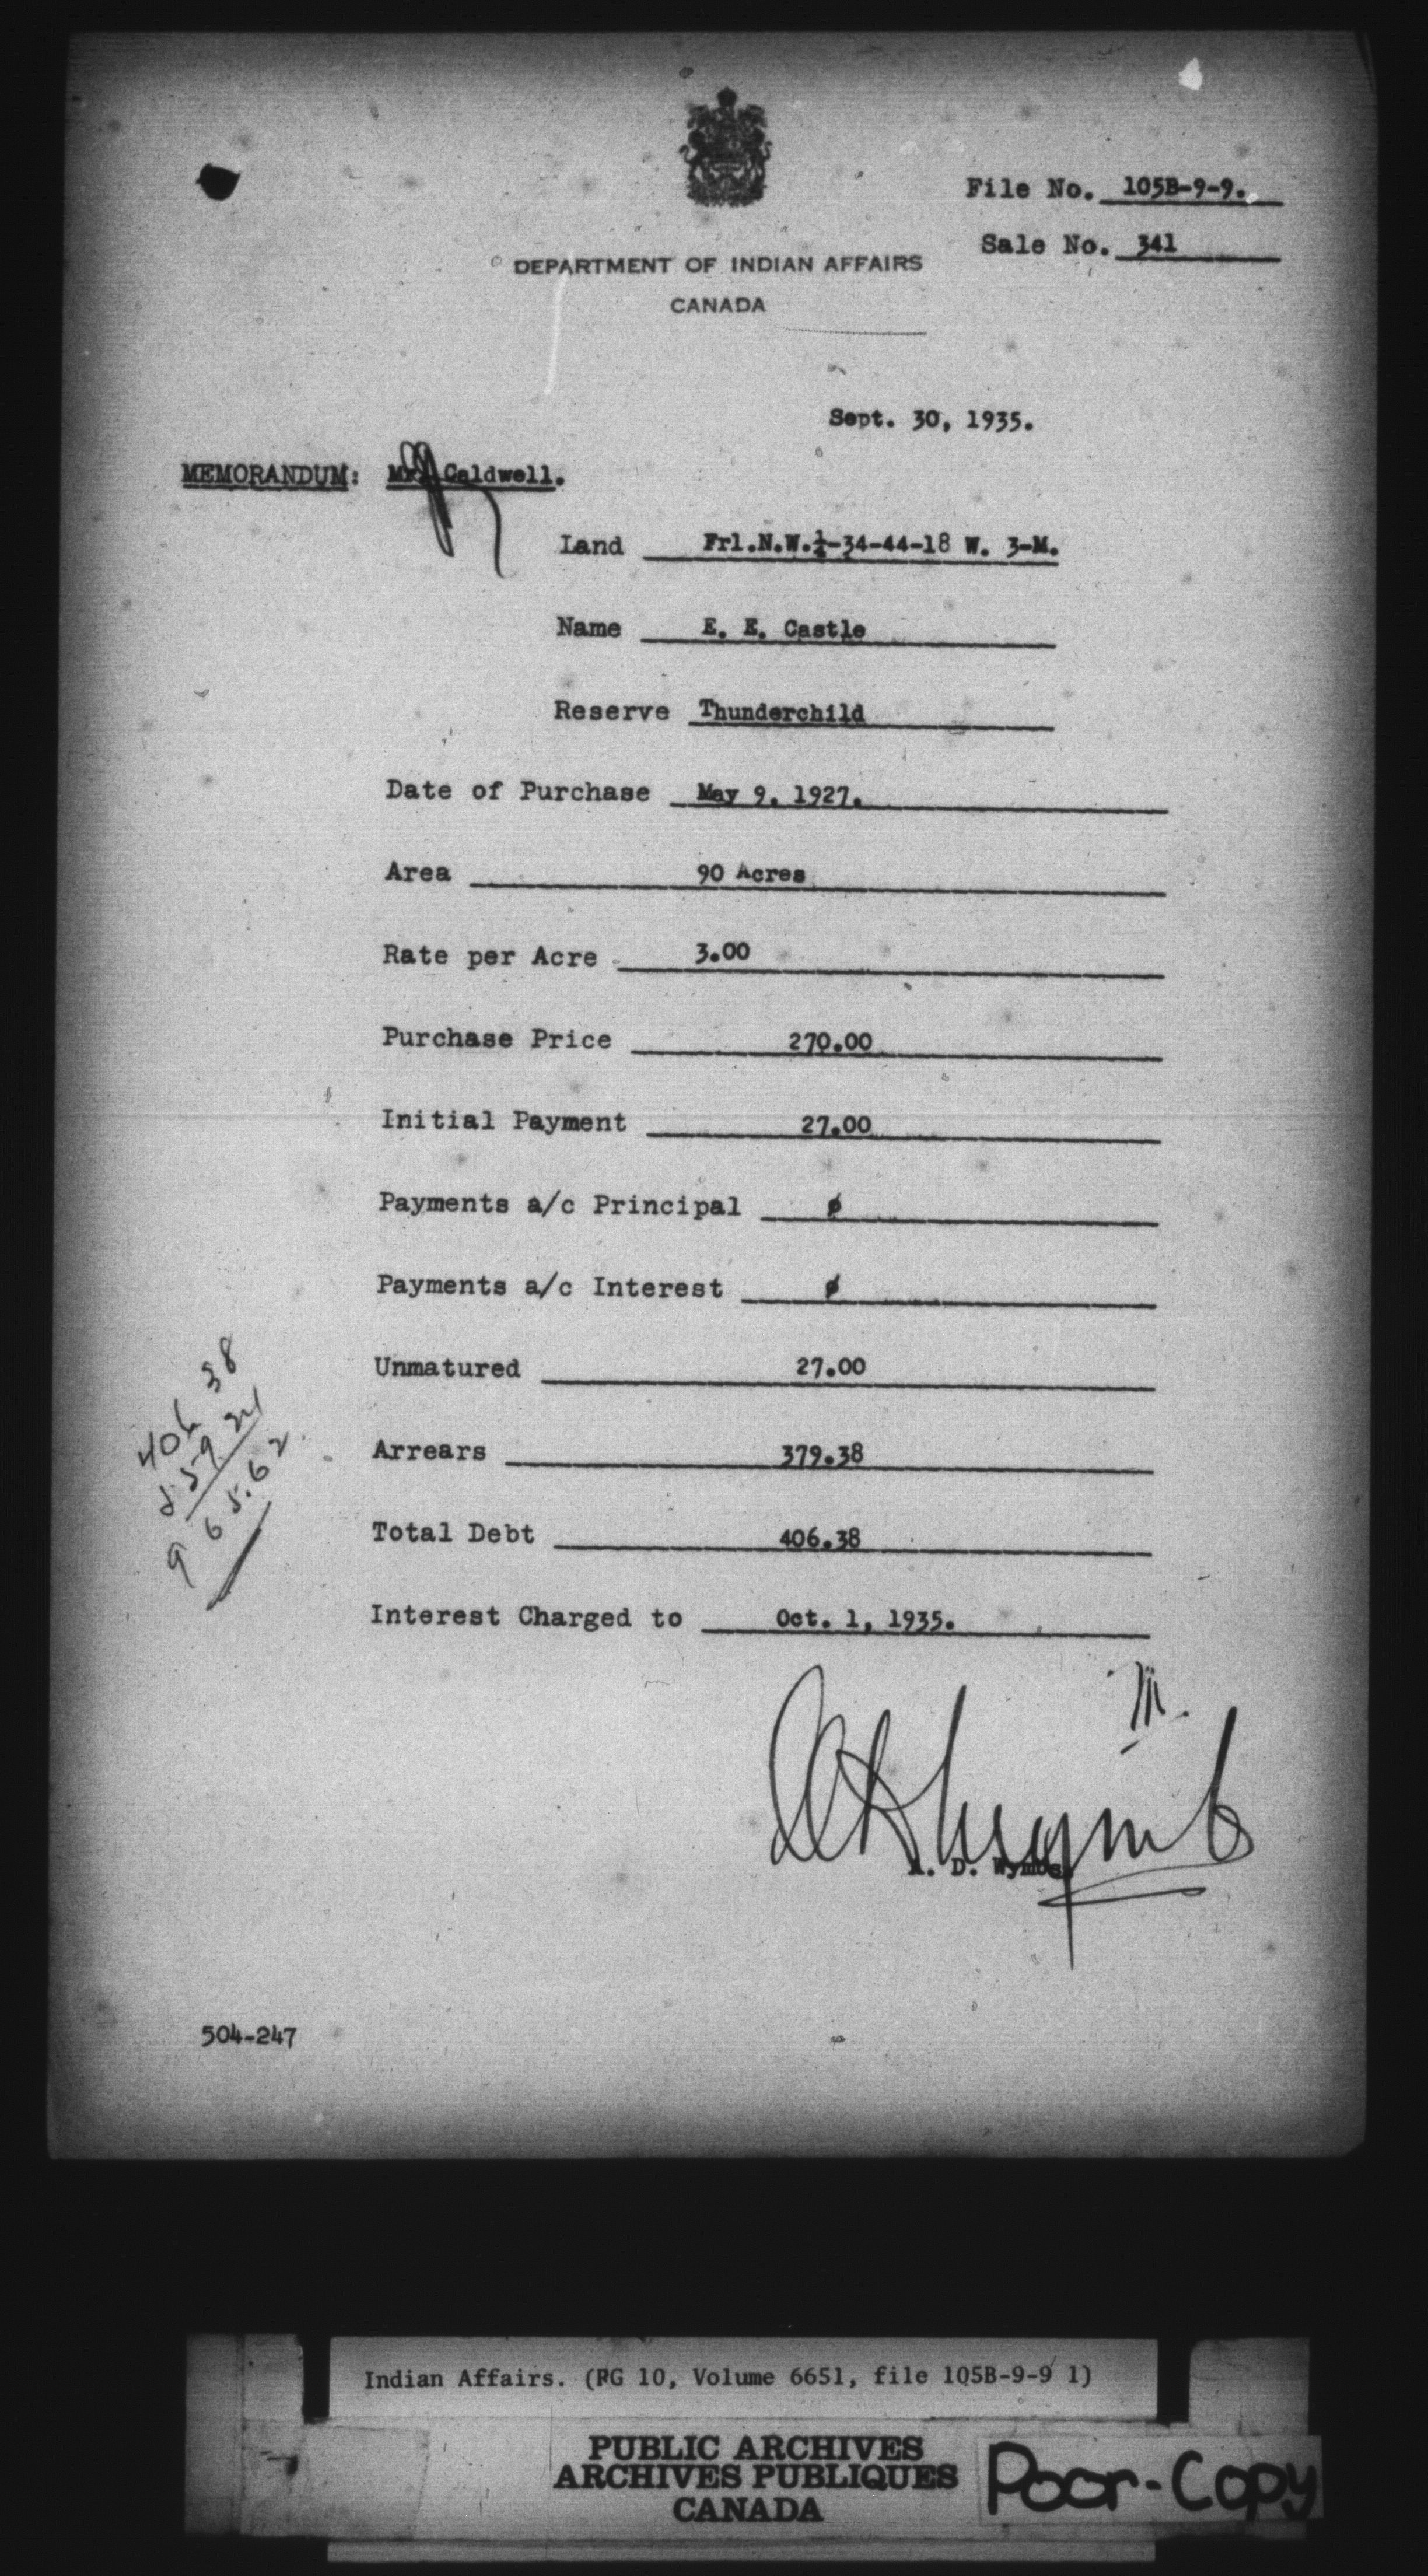 File No. 105B-9-9.
Sale No. 341
DEPARTMENT OF INDIAN AFFAIRS
CANADA
Sept. 30, 1935.
MEMORANDUM: Mr. Caldwell.
Land Frl.N.W.¼-34-44-18 W. 3-M.
Name E. E. Castle
Reserve Thunderchild
Date of Purchase May 9, 1927.
Area 90 Acres
Rate per Acre 3.00
Purchase Price 270.00
Initial Payment 27.00
Payments a/c Principal ø
Payments a/c Interest ø
Unmatured 27.00
Arrears 379.38
Total Debt 406.38
Interest Charged to Oct. 1, 1935.
406 38
559 24
965.62
A. D. Wymbs
504-247
Indian Affairs. (RG 10, Volume 6651, file 105B-9-9 1)
PUBLIC ARCHIVES
ARCHIVES PUBLIQUES
CANADA
Poor-Copy